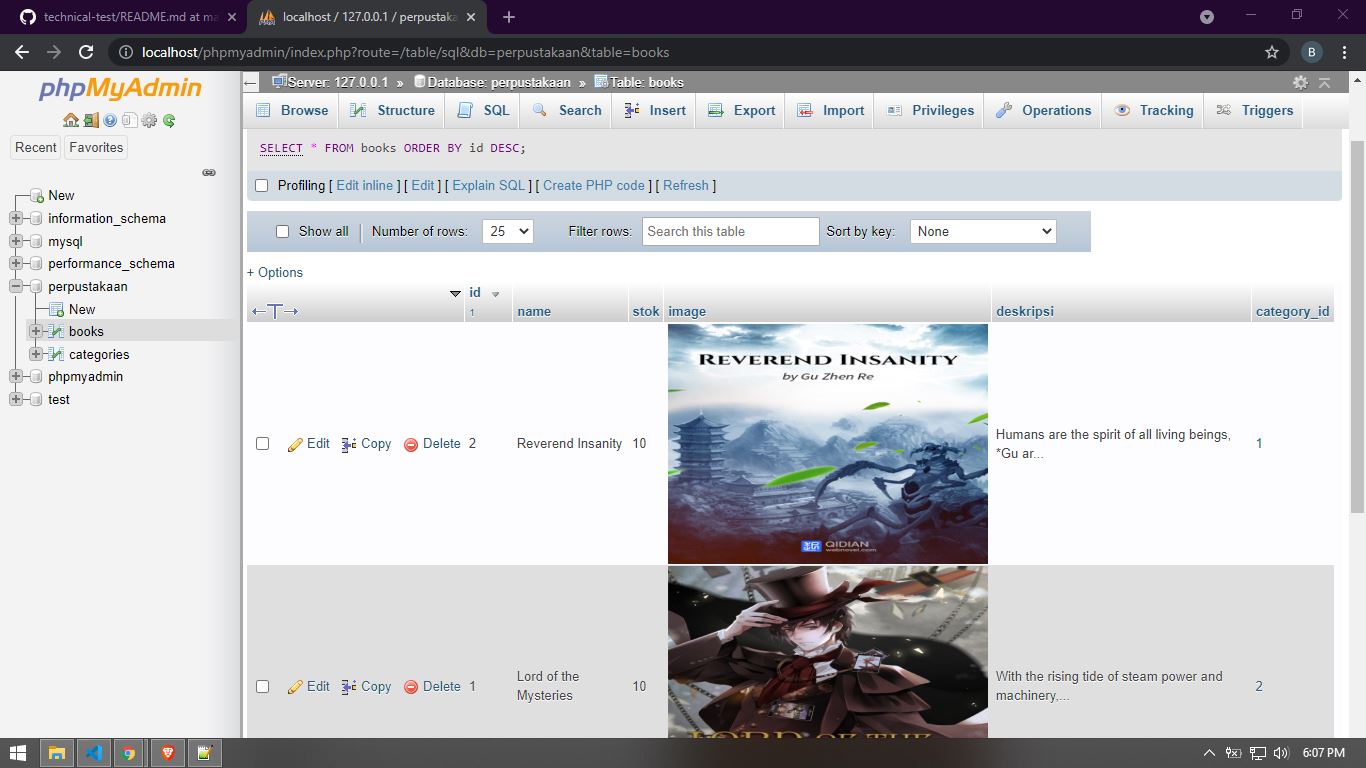 technical-test/README.md at ma
localhost / 127.0.0.1 / perpustaka
localhost/phpmyadmin/index.php?route=/table/sql&db=perpustakaan&table=books
B
phpMyAdmin
Recent Favorites
New
information_schema
mysql
performance_schema
perpustakaan
New
books
categories
phpmyadmin
test
Server: 127.0.0.1 » Database: perpustakaan » Table: books
Browse Structure SQL Search Insert Export Import Privileges Operations Tracking Triggers
SELECT * FROM books ORDER BY id DESC;
Profiling [ Edit inline ] [ Edit ] [ Explain SQL ] [ Create PHP code ] [ Refresh ]
Show all Number of rows: 25 Filter rows: Search this table Sort by key: None
+ Options
id 1 name stok image deskripsi category_id
REVEREND INSANITY
by Gu Zhen Re
QIDIAN
webnovel.com
Edit Copy Delete 2 Reverend Insanity 10
Humans are the spirit of all living beings,
*Gu ar...
1
Edit Copy Delete 1
Lord of the
Mysteries
10
LORD OF THE
With the rising tide of steam power and
machinery,...
2
6:07 PM